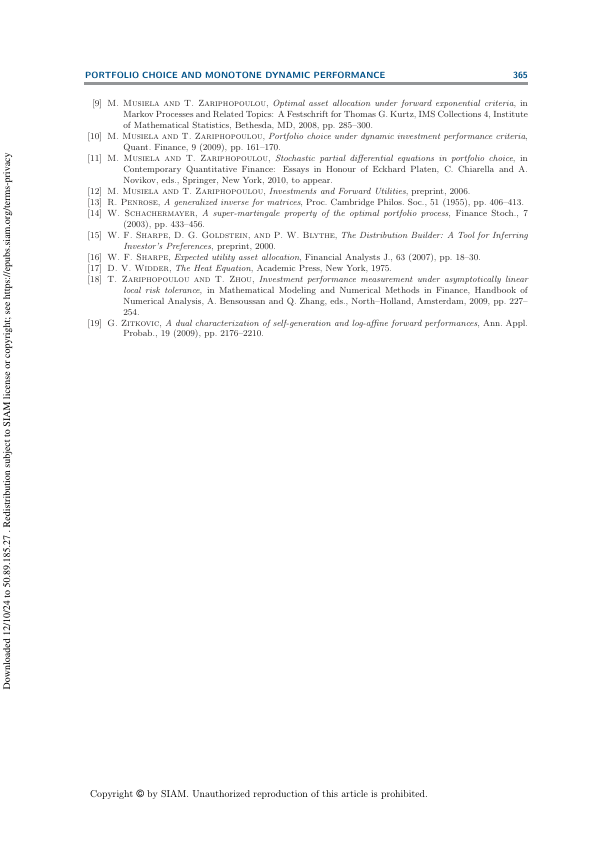 PORTFOLIO CHOICE AND MONOTONE DYNAMIC PERFORMANCE 365
[9] M. MUSIELA AND T. ZARIPHOPOULOU, Optimal asset allocation under forward exponential criteria, in
Markov Processes and Related Topics: A Festschrift for Thomas G. Kurtz, IMS Collections 4, Institute
of Mathematical Statistics, Bethesda, MD, 2008, pp. 285–300.
[10] M. MUSIELA AND T. ZARIPHOPOULOU, Portfolio choice under dynamic investment performance criteria,
Quant. Finance, 9 (2009), pp. 161–170.
[11] M. MUSIELA AND T. ZARIPHOPOULOU, Stochastic partial differential equations in portfolio choice, in
Contemporary Quantitative Finance: Essays in Honour of Eckhard Platen, C. Chiarella and A.
Novikov, eds., Springer, New York, 2010, to appear.
[12] M. MUSIELA AND T. ZARIPHOPOULOU, Investments and Forward Utilities, preprint, 2006.
[13] R. PENROSE, A generalized inverse for matrices, Proc. Cambridge Philos. Soc., 51 (1955), pp. 406–413.
[14] W. SCHACHERMAYER, A super-martingale property of the optimal portfolio process, Finance Stoch., 7
(2003), pp. 433–456.
[15] W. F. SHARPE, D. G. GOLDSTEIN, AND P. W. BLYTHE, The Distribution Builder: A Tool for Inferring
Investor's Preferences, preprint, 2000.
[16] W. F. SHARPE, Expected utility asset allocation, Financial Analysts J., 63 (2007), pp. 18–30.
[17] D. V. WIDDER, The Heat Equation, Academic Press, New York, 1975.
[18] T. ZARIPHOPOULOU AND T. ZHOU, Investment performance measurement under asymptotically linear
local risk tolerance, in Mathematical Modeling and Numerical Methods in Finance, Handbook of
Numerical Analysis, A. Bensoussan and Q. Zhang, eds., North–Holland, Amsterdam, 2009, pp. 227–
254.
[19] G. ZITKOVIC, A dual characterization of self-generation and log-affine forward performances, Ann. Appl.
Probab., 19 (2009), pp. 2176–2210.
Downloaded 12/10/24 to 50.89.185.27 . Redistribution subject to SIAM license or copyright; see https://epubs.siam.org/terms-privacy
Copyright © by SIAM. Unauthorized reproduction of this article is prohibited.